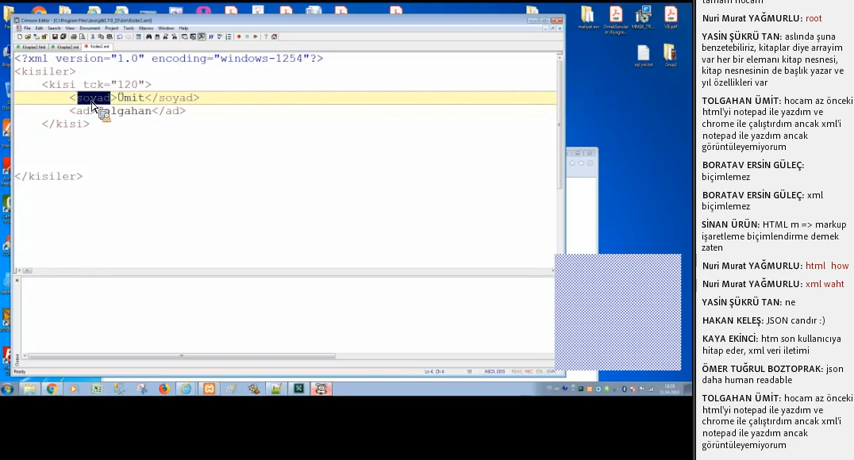 <?xml version="1.0" encoding="windows-1254"?>
<kisiler>
<kisi tck="120">
<soyad>Ümit</soyad>
</ad>
</kisi>
</kisiler>
Ready
tamam hocam
Nuri Murat YAĞMURLU: root
YASİN ŞÜKRÜ TAN: aslında şuna
benzetebiliriz, kitaplar diye arrayim
var her bir elemanı kitap nesnesi,
kitap nesnesinin de başlık yazar ve
yıl özellikleri var
TOLGAHAN ÜMİT: hocam az önceki
html'yi notepad ile yazdım ve
chrome ile çalıştırdım ancak xml'i
notepad ile yazdım ancak
görüntüleyemiyorum
BORATAV ERSİN GÜLEÇ:
biçimlemez
BORATAV ERSİN GÜLEÇ: xml
biçimlemez
SİNAN ÜRÜN: HTML m => markup
işaretleme biçimlendirme demek
zaten
Nuri Murat YAĞMURLU: html how
Nuri Murat YAĞMURLU: xml waht
YASİN ŞÜKRÜ TAN: ne
HAKAN KELEŞ: JSON candır :)
KAYA EKİNCİ: htm son kullanıcıya
hitap eder, xml veri iletimi
ÖMER TUĞRUL BOZTOPRAK: json
daha human readable
TOLGAHAN ÜMİT: hocam az önceki
html'yi notepad ile yazdım ve
chrome ile çalıştırdım ancak xml'i
notepad ile yazdım ancak
görüntüleyemiyorum